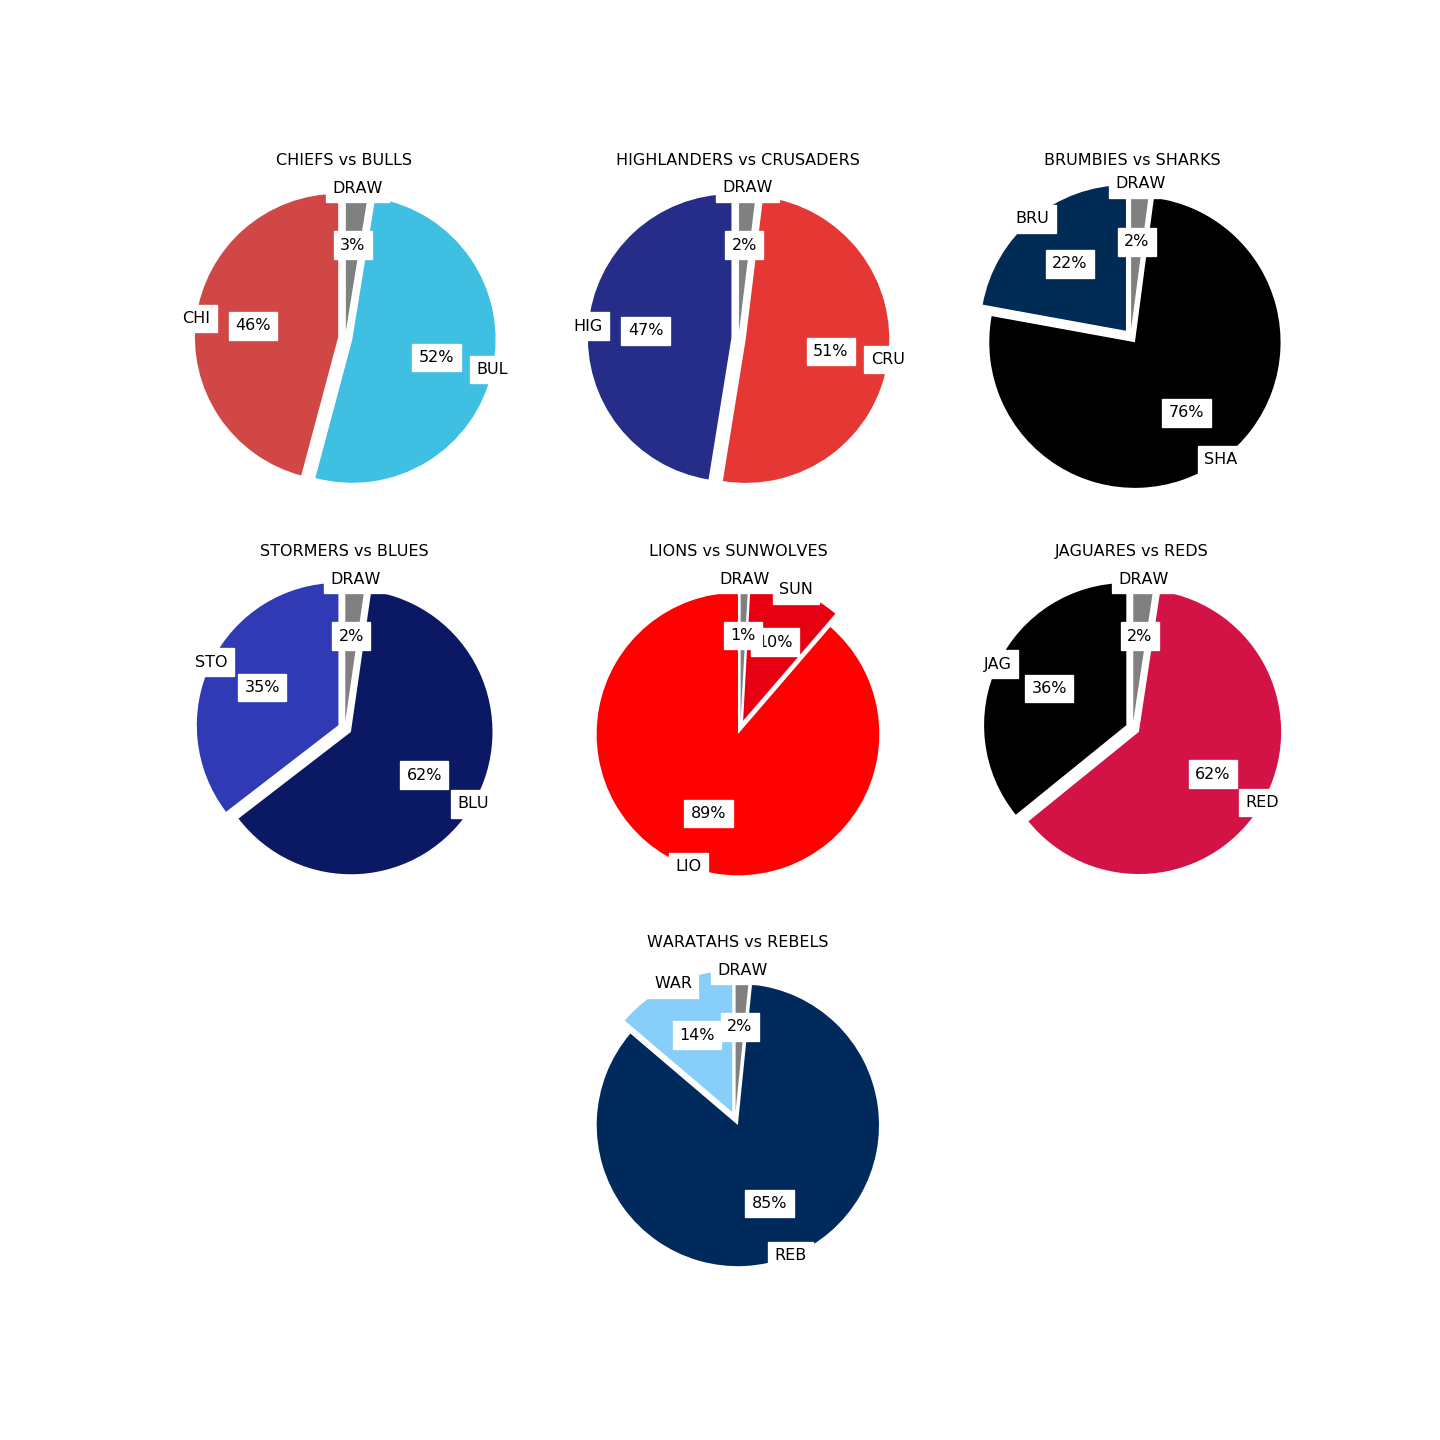 CHIEFS vs BULLS
DRAW
3%
CHI
46%
52%
BUL
HIGHLANDERS vs CRUSADERS
DRAW
2%
HIG
47%
51%
CRU
BRUMBIES vs SHARKS
DRAW
BRU
2%
22%
76%
SHA
STORMERS vs BLUES
DRAW
2%
STO
35%
62%
BLU
LIONS vs SUNWOLVES
DRAW
SUN
1%
10%
89%
LIO
JAGUARES vs REDS
DRAW
2%
JAG
36%
62%
RED
WARATAHS vs REBELS
DRAW
WAR
2%
14%
85%
REB